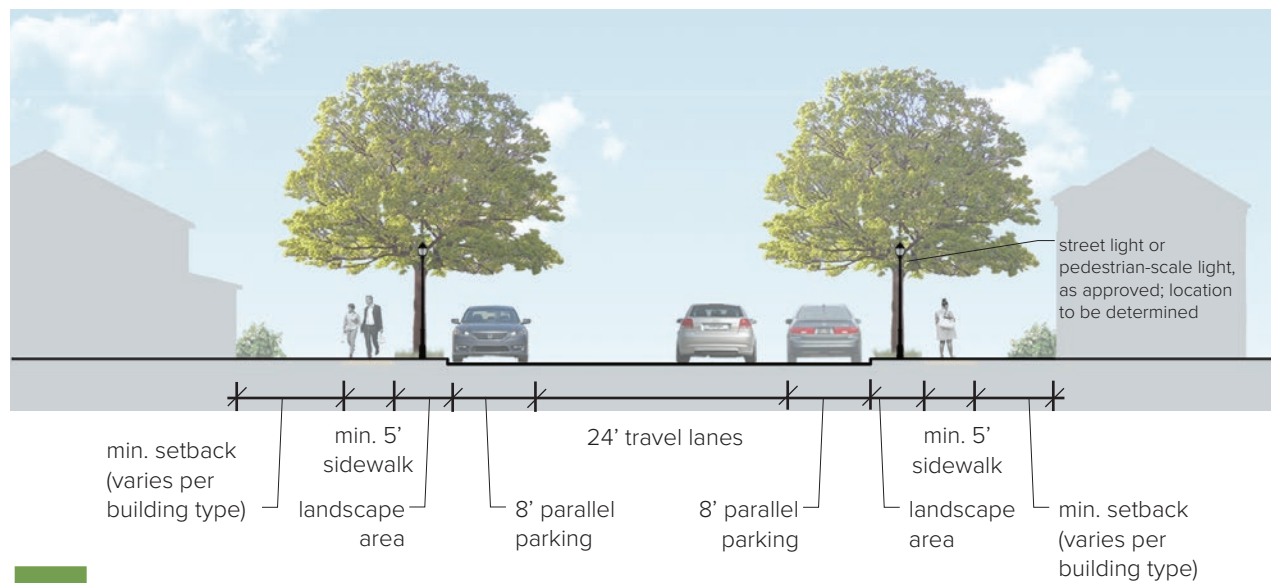 street light or
pedestrian-scale light,
as approved; location
to be determined
min. setback
(varies per
building type)
min. 5’
sidewalk
landscape
area
8’ parallel
parking
24’ travel lanes
8’ parallel
parking
min. 5’
sidewalk
landscape
area
min. setback
(varies per
building type)